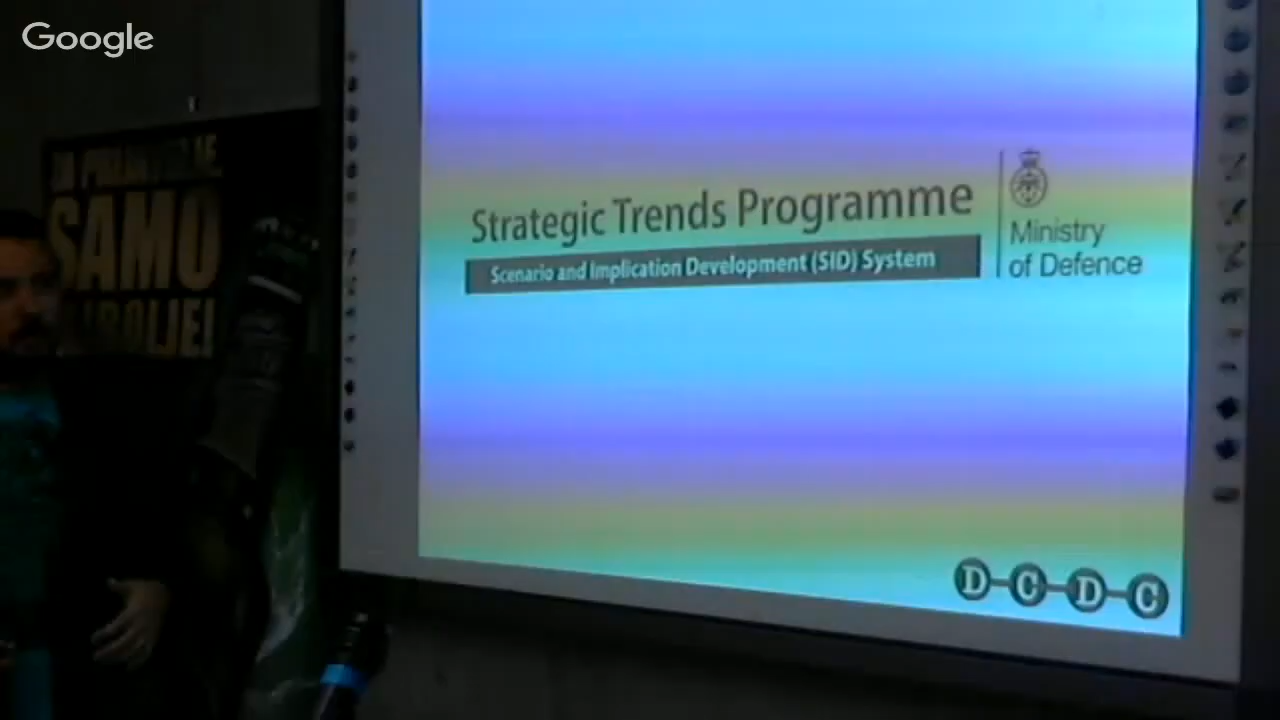 Google
SAMO
Strategic Trends Programme
Scenario and Implication Development (SID) System
Ministry
of Defence
D-C-D-C